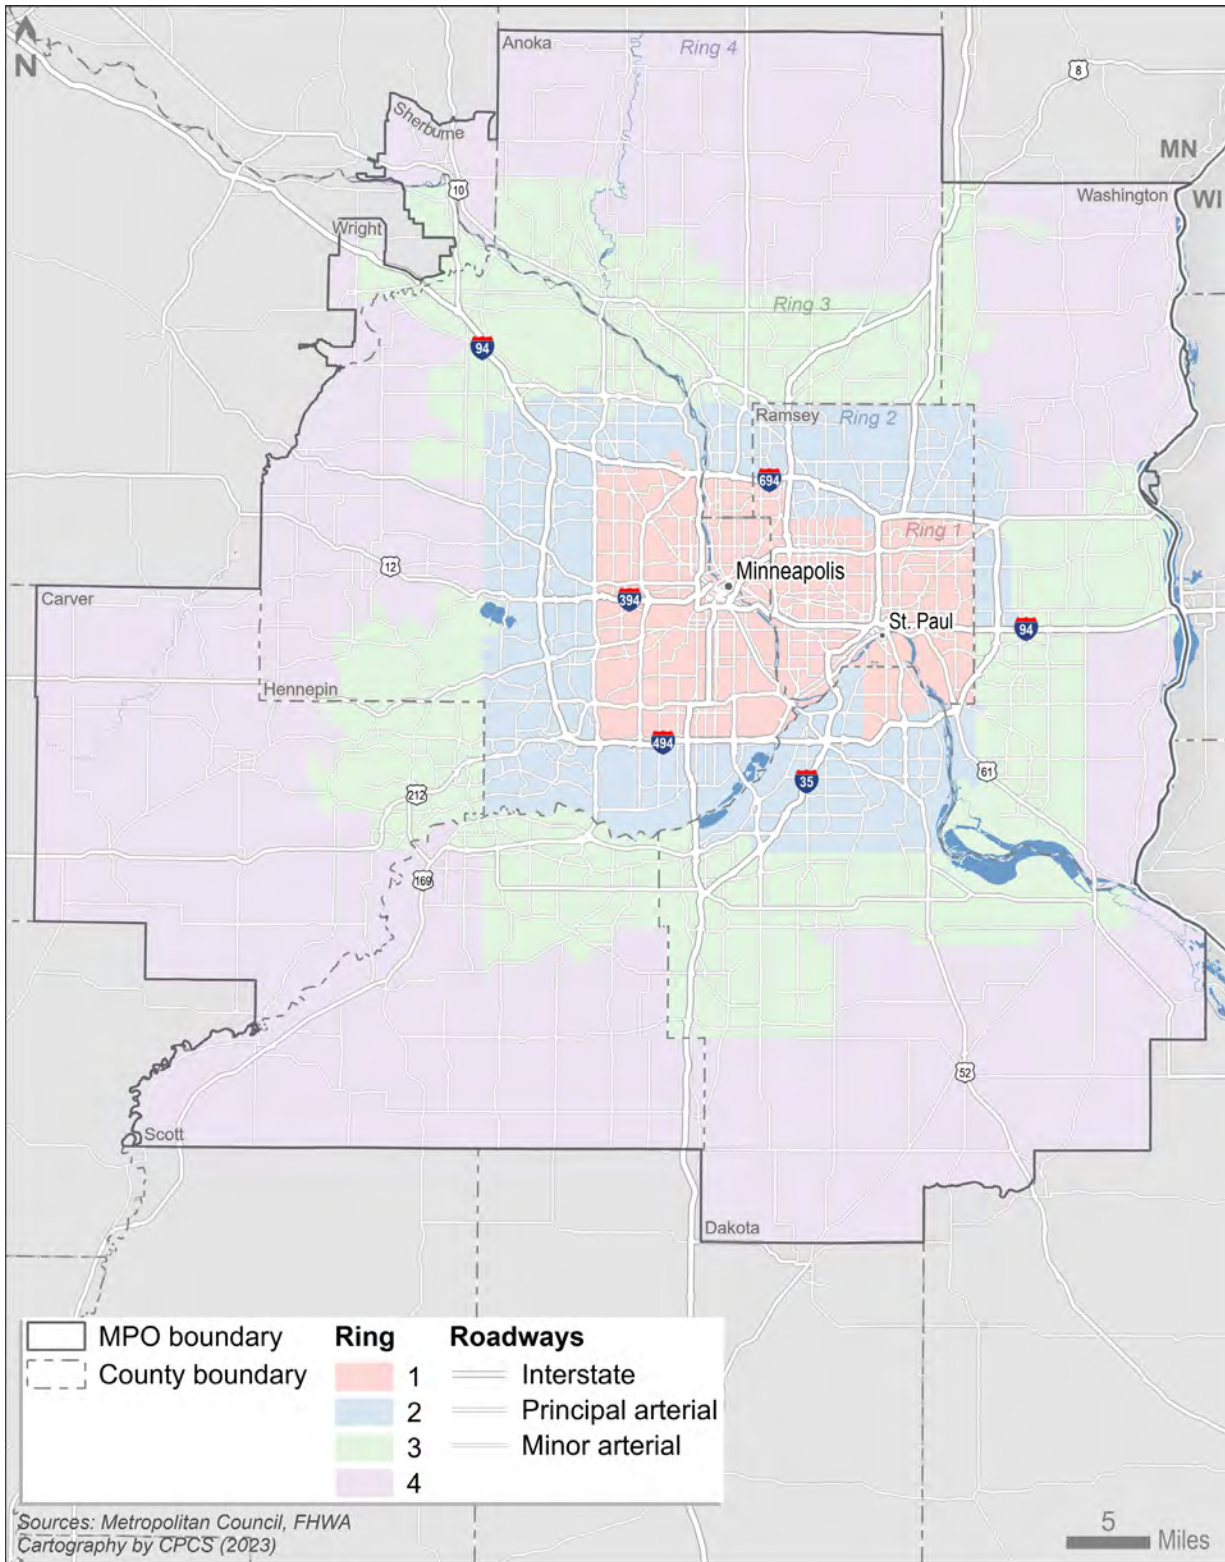 N
Anoka
Ring 4
8
Sherburne
MN
10
Washington
WI
Wright
Ring 3
94
Ramsey
Ring 2
694
Ring 1
12
Minneapolis
Carver
394
St. Paul
94
Hennepin
494
61
35
212
169
52
Scott
Dakota
MPO boundary
County boundary
Ring
1
2
3
4
Roadways
Interstate
Principal arterial
Minor arterial
Sources: Metropolitan Council, FHWA
Cartography by CPCS (2023)
5
Miles